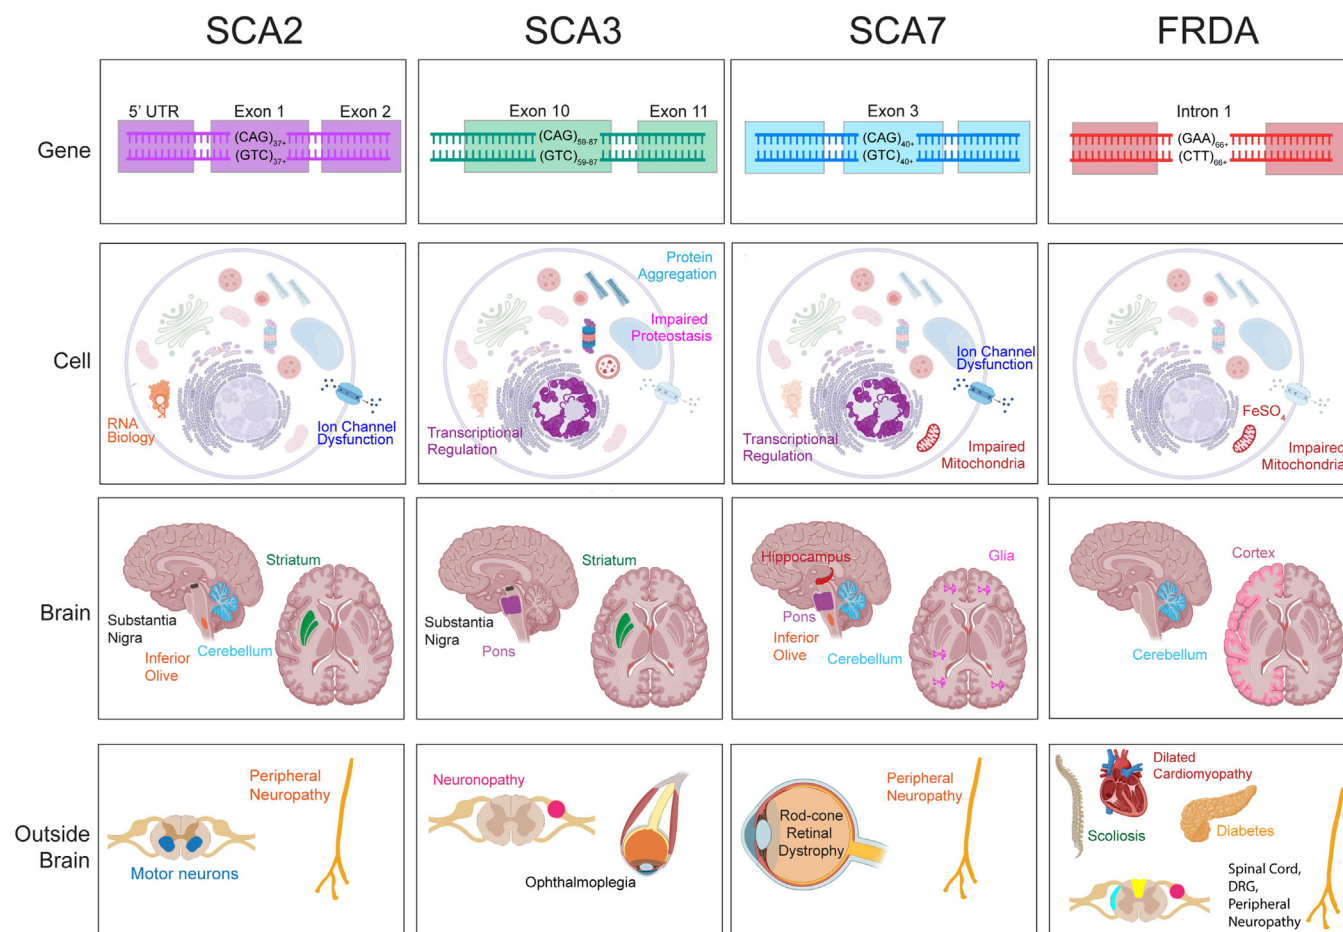 SCA2
SCA3
SCA7
FRDA
Gene
5' UTR
Exon 1
Exon 2
(CAG)37+
(GTC)37+
Exon 10
Exon 11
(CAG)59-87
(GTC)59-87
Exon 3
(CAG)40+
(GTC)40+
Intron 1
(GAA)66+
(CTT)66+
Cell
RNA
Biology
Ion Channel
Dysfunction
Protein
Aggregation
Impaired
Proteostasis
Transcriptional
Regulation
Ion Channel
Dysfunction
Transcriptional
Regulation
Impaired
Mitochondria
FeSO4
Impaired
Mitochondria
Brain
Striatum
Substantia
Nigra
Inferior
Olive
Cerebellum
Striatum
Substantia
Nigra
Pons
Hippocampus
Glia
Pons
Inferior
Olive
Cerebellum
Cortex
Cerebellum
Outside
Brain
Peripheral
Neuropathy
Motor neurons
Neuronopathy
Ophthalmoplegia
Rod-cone
Retinal
Dystrophy
Peripheral
Neuropathy
Dilated
Cardiomyopathy
Scoliosis
Diabetes
Spinal Cord,
DRG,
Peripheral
Neuropathy